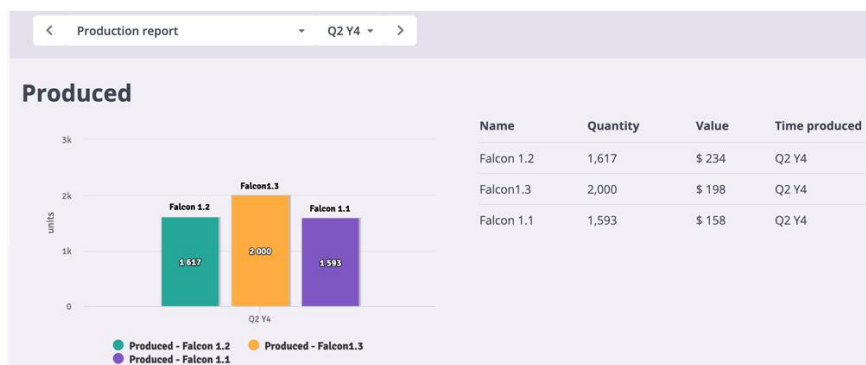 Production report Q2 Y4
Produced
Name Quantity Value Time produced
Falcon 1.2 1,617 $ 234 Q2 Y4
Falcon1.3 2,000 $ 198 Q2 Y4
Falcon 1.1 1,593 $ 158 Q2 Y4
3k
2k
1k
0
units
Falcon 1.2
Falcon1.3
Falcon 1.1
1 617
2 000
1 593
Q2 Y4
Produced - Falcon 1.2 Produced - Falcon1.3
Produced - Falcon 1.1